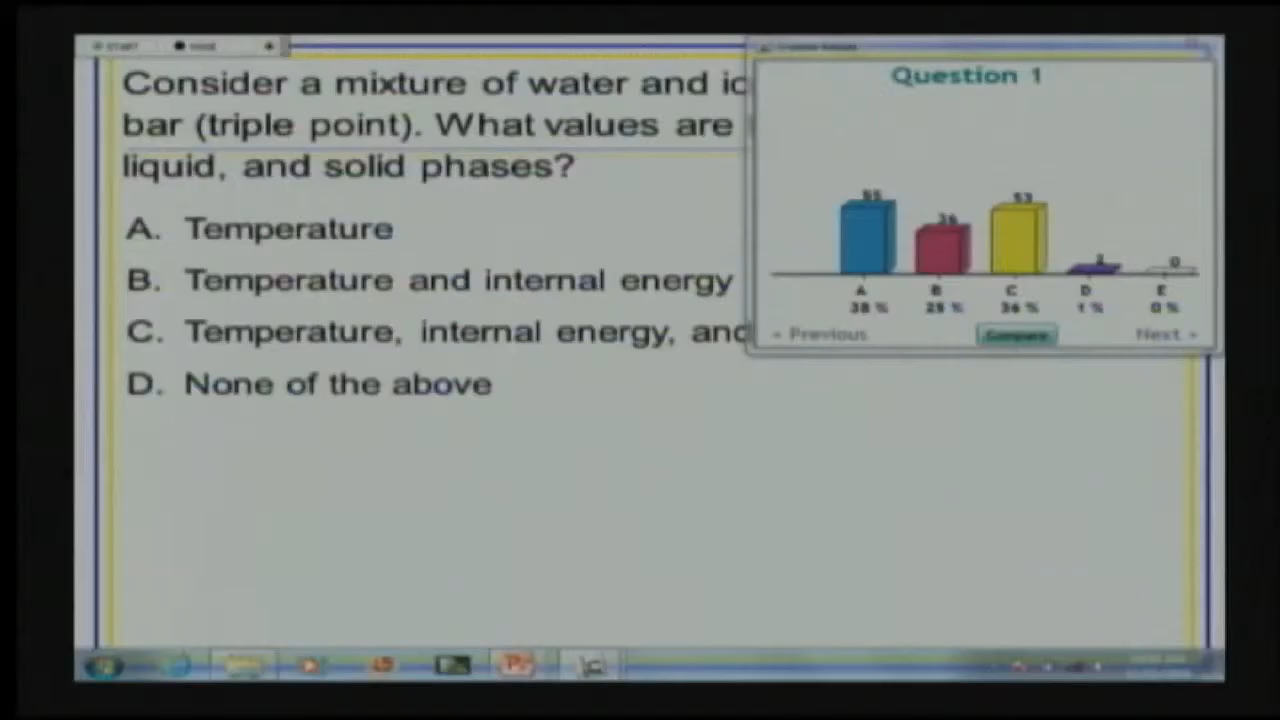 Consider a mixture of water and ic
bar (triple point). What values are
liquid, and solid phases?
A. Temperature
B. Temperature and internal energy
C. Temperature, internal energy, and
D. None of the above
Question 1
53
0
A B C D E
38 % 25 % 36 % 1 % 0 %
Previous Compare Next